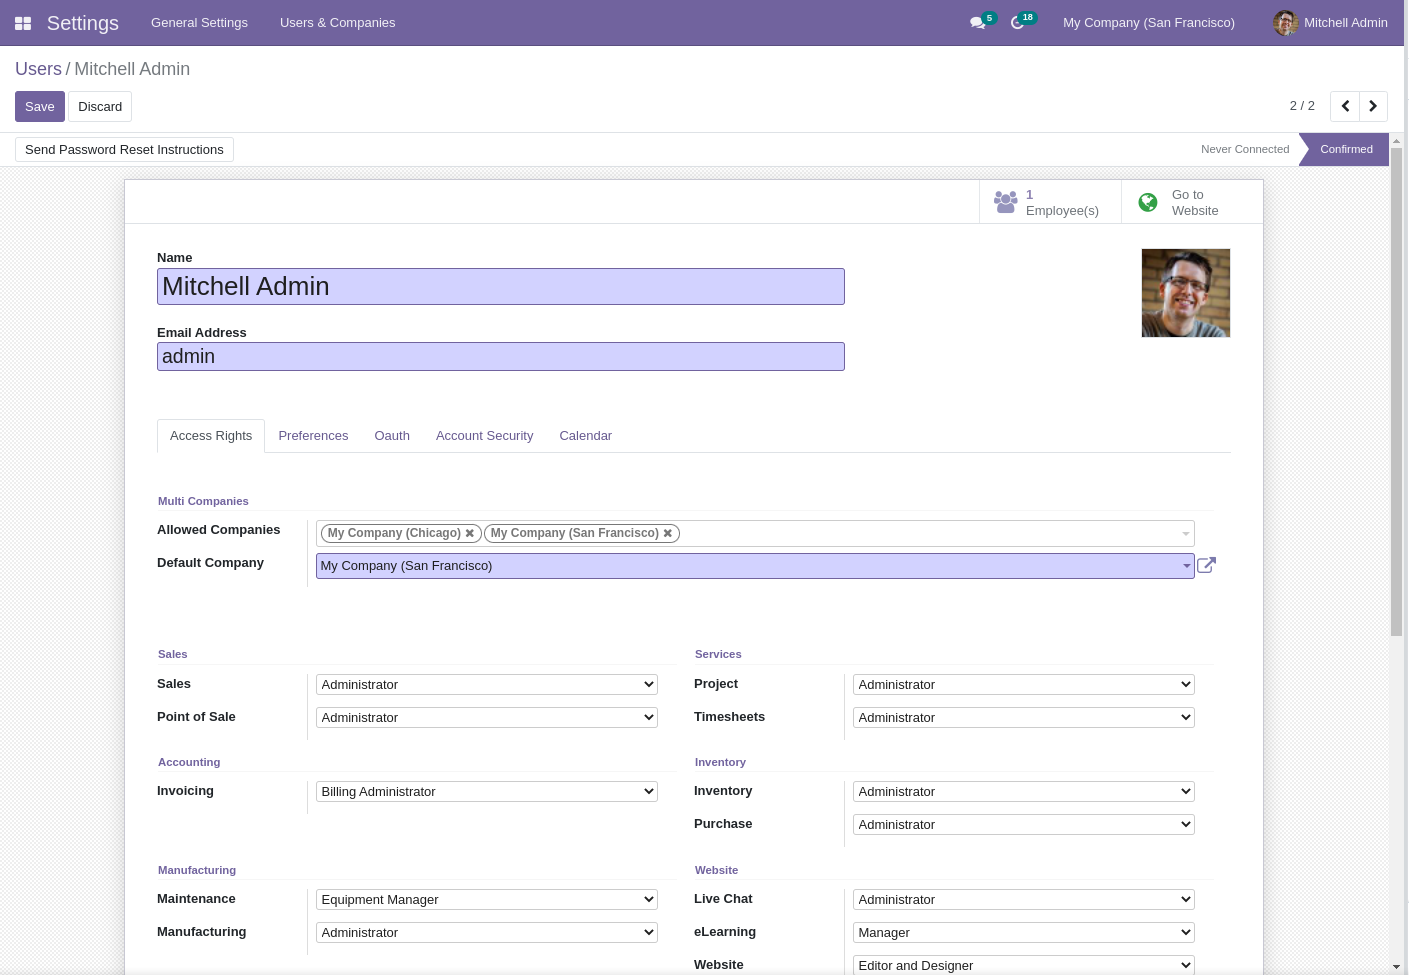 Settings General Settings Users & Companies 5 18 My Company (San Francisco) Mitchell Admin
Users / Mitchell Admin
Save Discard 2 / 2
Send Password Reset Instructions Never Connected Confirmed
1 Employee(s)
Go to Website
Name
Mitchell Admin
Email Address
admin
Access Rights Preferences Oauth Account Security Calendar
Multi Companies
Allowed Companies My Company (Chicago) ✖ My Company (San Francisco) ✖
Default Company My Company (San Francisco)
Sales
Sales Administrator
Point of Sale Administrator
Services
Project Administrator
Timesheets Administrator
Accounting
Invoicing Billing Administrator
Inventory
Inventory Administrator
Purchase Administrator
Manufacturing
Maintenance Equipment Manager
Manufacturing Administrator
Website
Live Chat Administrator
eLearning Manager
Website Editor and Designer